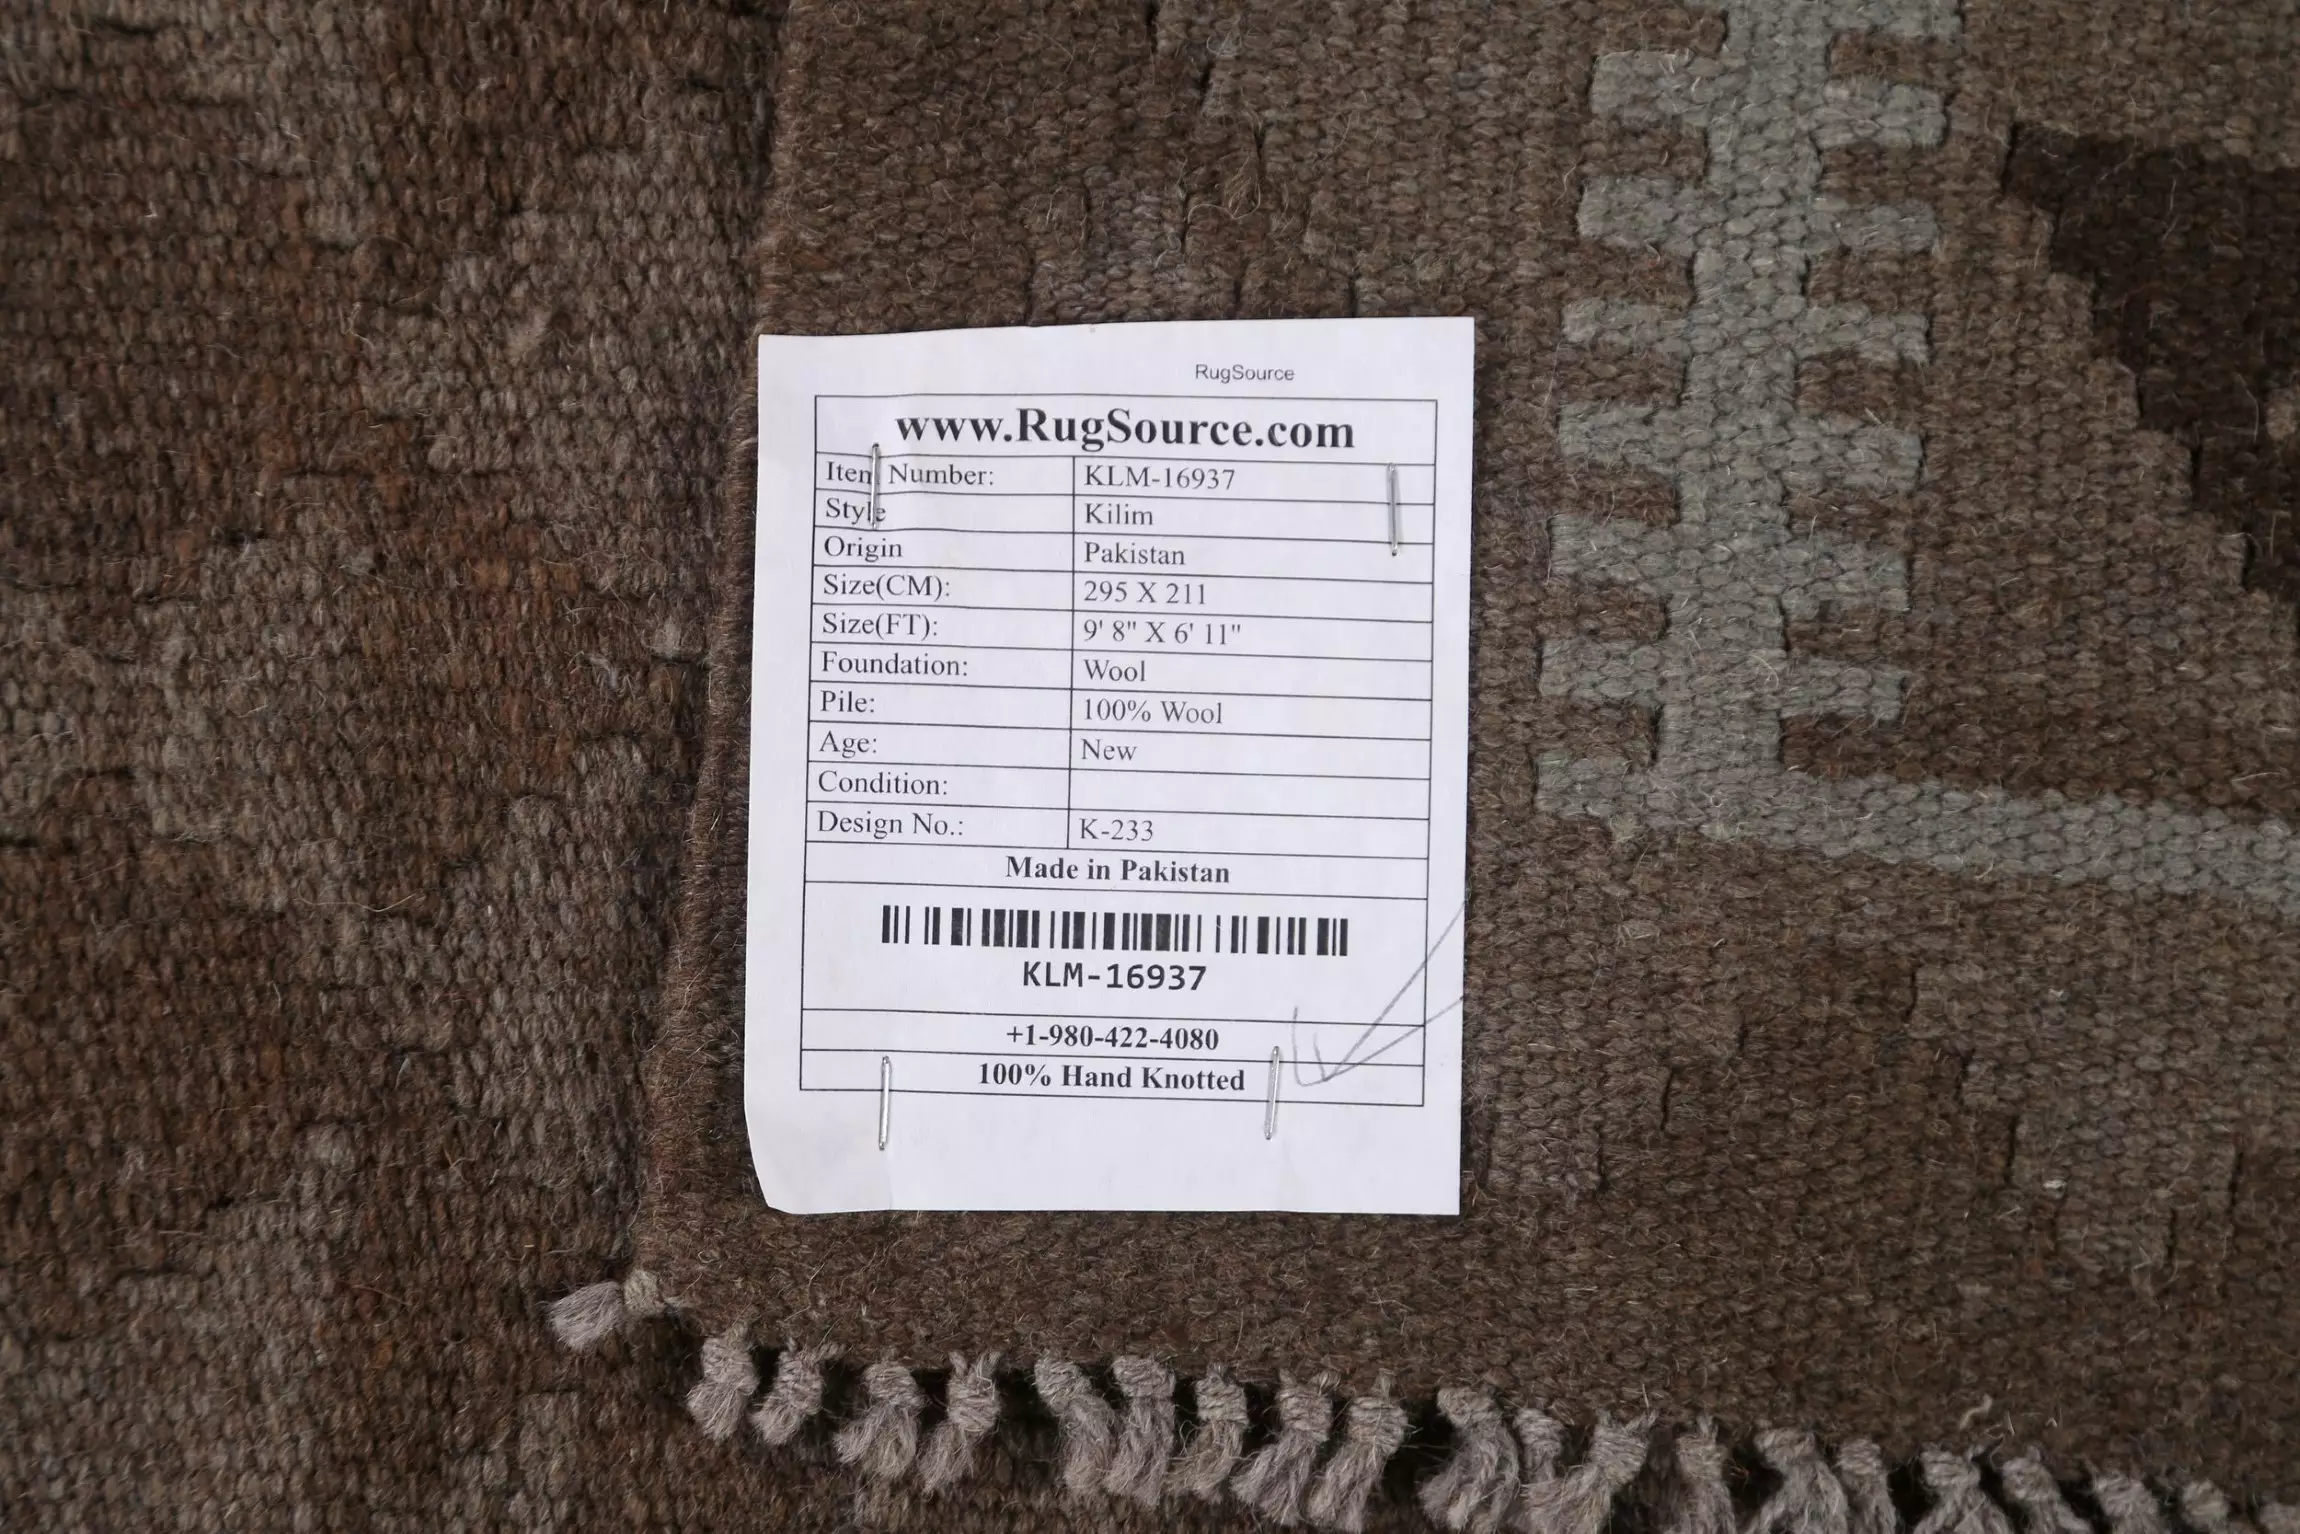 RugSource
www.RugSource.com
Item Number: KLM-16937
Style Kilim
Origin Pakistan
Size(CM): 295 X 211
Size(FT): 9' 8" X 6' 11"
Foundation: Wool
Pile: 100% Wool
Age: New
Condition:
Design No.: K-233
Made in Pakistan
KLM-16937
+1-980-422-4080
100% Hand Knotted